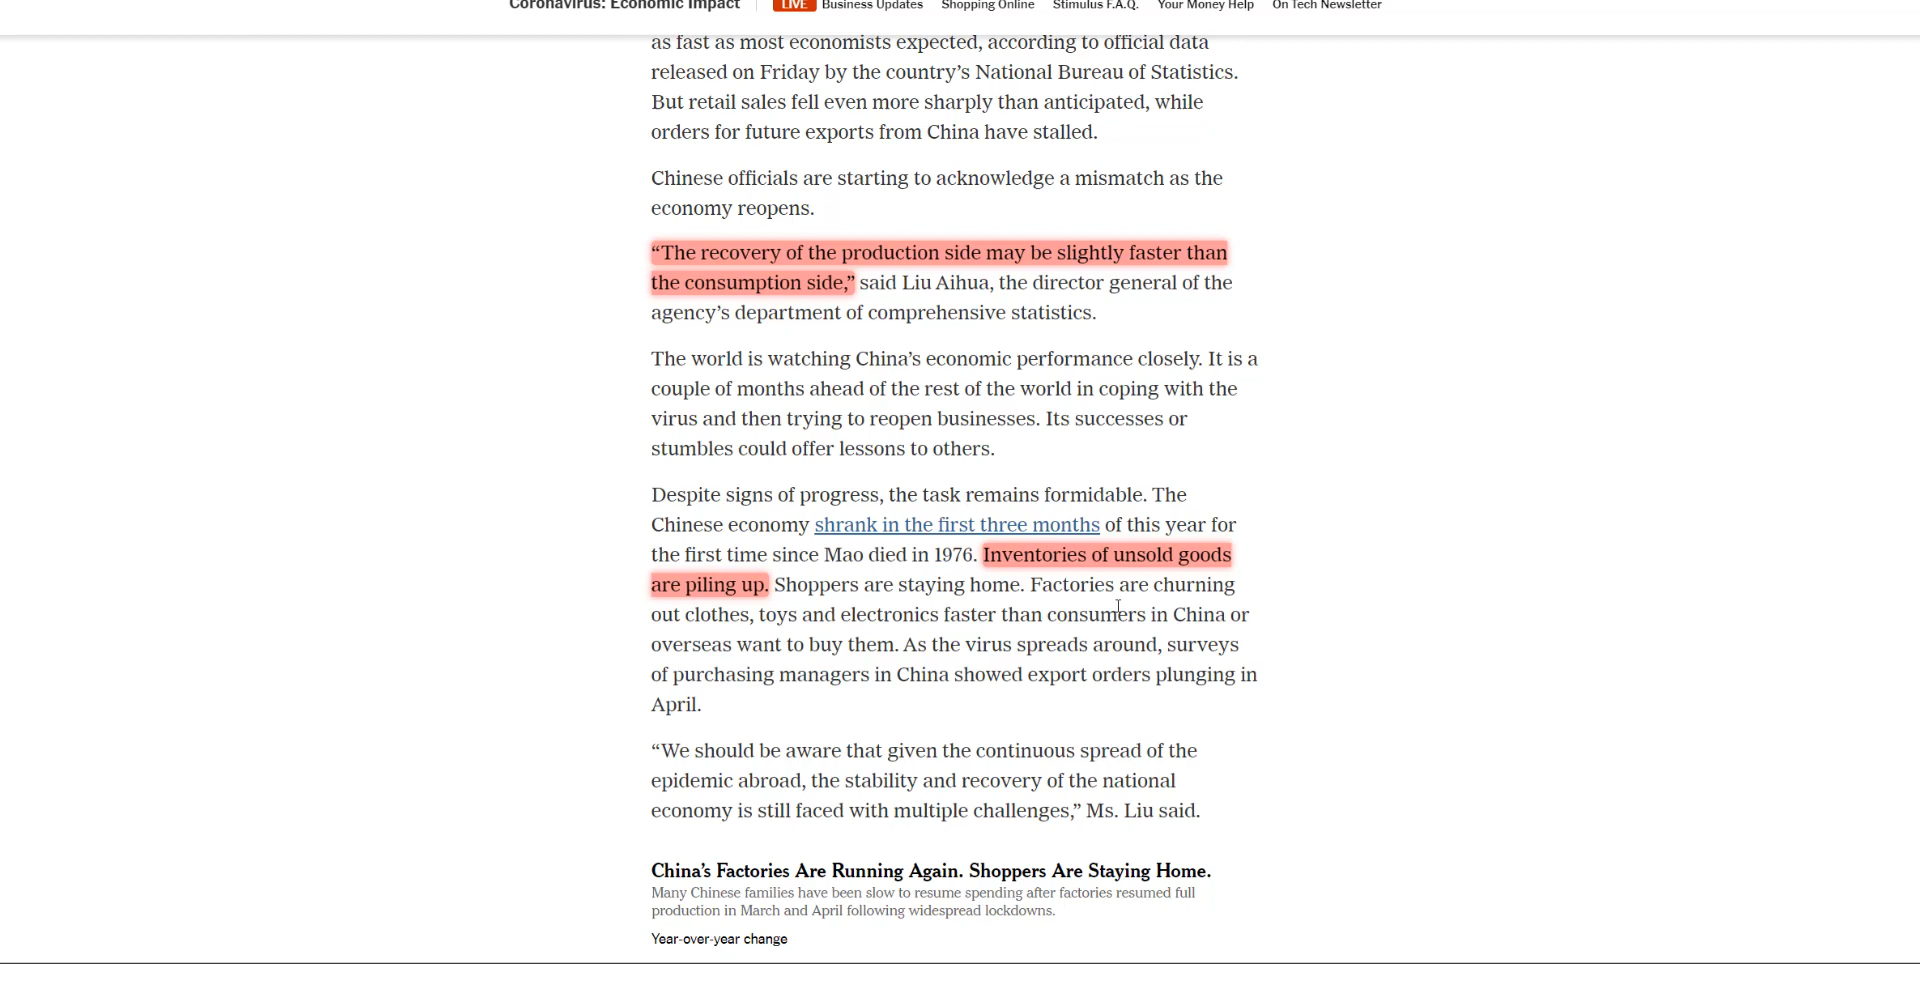 Coronavirus: Economic Impact LIVE Business Updates Shopping Online Stimulus F.A.Q. Your Money Help On Tech Newsletter
as fast as most economists expected, according to official data
released on Friday by the country’s National Bureau of Statistics.
But retail sales fell even more sharply than anticipated, while
orders for future exports from China have stalled.
Chinese officials are starting to acknowledge a mismatch as the
economy reopens.
“The recovery of the production side may be slightly faster than
the consumption side,” said Liu Aihua, the director general of the
agency’s department of comprehensive statistics.
The world is watching China’s economic performance closely. It is a
couple of months ahead of the rest of the world in coping with the
virus and then trying to reopen businesses. Its successes or
stumbles could offer lessons to others.
Despite signs of progress, the task remains formidable. The
Chinese economy shrank in the first three months of this year for
the first time since Mao died in 1976. Inventories of unsold goods
are piling up. Shoppers are staying home. Factories are churning
out clothes, toys and electronics faster than consumers in China or
overseas want to buy them. As the virus spreads around, surveys
of purchasing managers in China showed export orders plunging in
April.
“We should be aware that given the continuous spread of the
epidemic abroad, the stability and recovery of the national
economy is still faced with multiple challenges,” Ms. Liu said.
China’s Factories Are Running Again. Shoppers Are Staying Home.
Many Chinese families have been slow to resume spending after factories resumed full
production in March and April following widespread lockdowns.
Year-over-year change